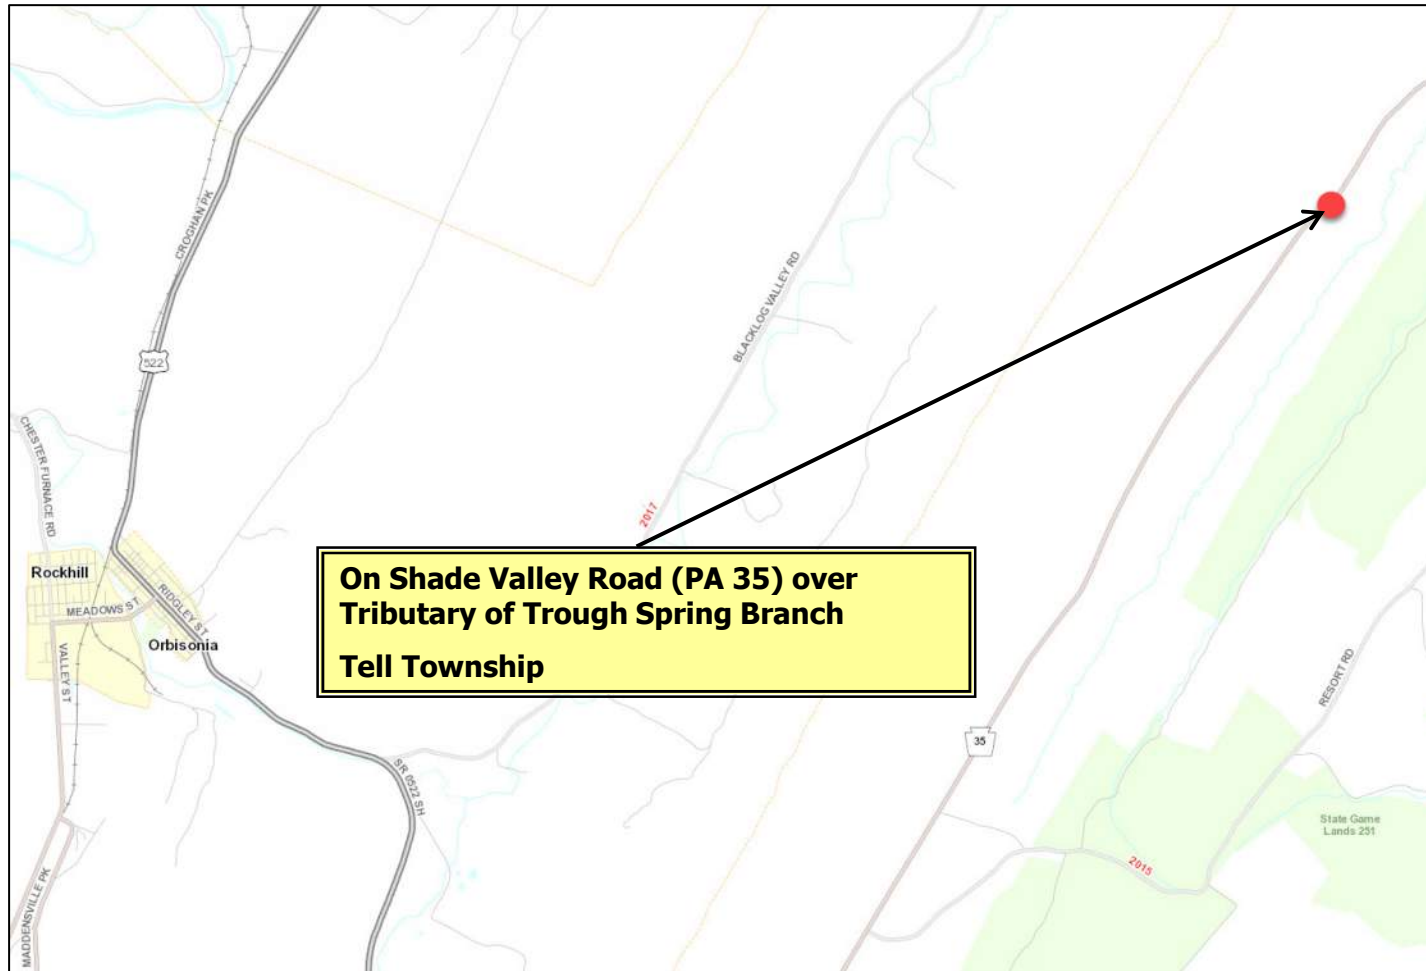 CROGHAN PK
522
BLACKLOG VALLEY RD
CHESTER FURNACE RD
2017
Rockhill
MEADOWS ST
RIDGLEY ST
Orbisonia
VALLEY ST
On Shade Valley Road (PA 35) over
Tributary of Trough Spring Branch
Tell Township
RESORT RD
35
SR 0522 SH
State Game
Lands 251
2015
MADDENSVILLE PK